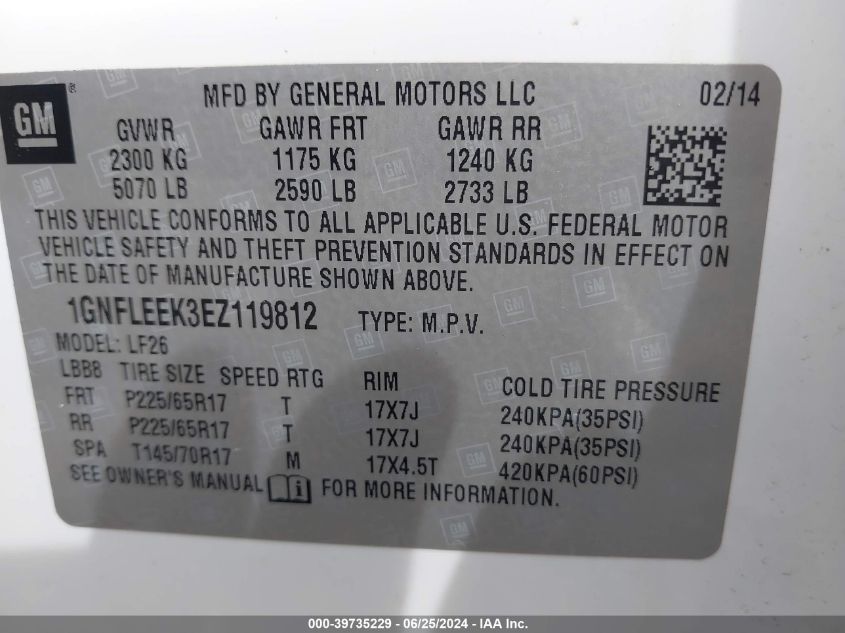 GM ® MFD BY GENERAL MOTORS LLC 02/14
GVWR GAWR FRT GAWR RR
2300 KG 1175 KG 1240 KG
5070 LB 2590 LB 2733 LB
THIS VEHICLE CONFORMS TO ALL APPLICABLE U.S. FEDERAL MOTOR
VEHICLE SAFETY AND THEFT PREVENTION STANDARDS IN EFFECT ON
THE DATE OF MANUFACTURE SHOWN ABOVE.
1GNFLEEK3EZ119812 TYPE: M.P.V.
MODEL: LF26
LBB8 TIRE SIZE SPEED RTG RIM COLD TIRE PRESSURE
FRT P225/65R17 T 17X7J 240KPA(35PSI)
RR P225/65R17 T 17X7J 240KPA(35PSI)
SPA T145/70R17 M 17X4.5T 420KPA(60PSI)
SEE OWNER'S MANUAL i FOR MORE INFORMATION.
000-39735229 - 06/25/2024 - IAA Inc.